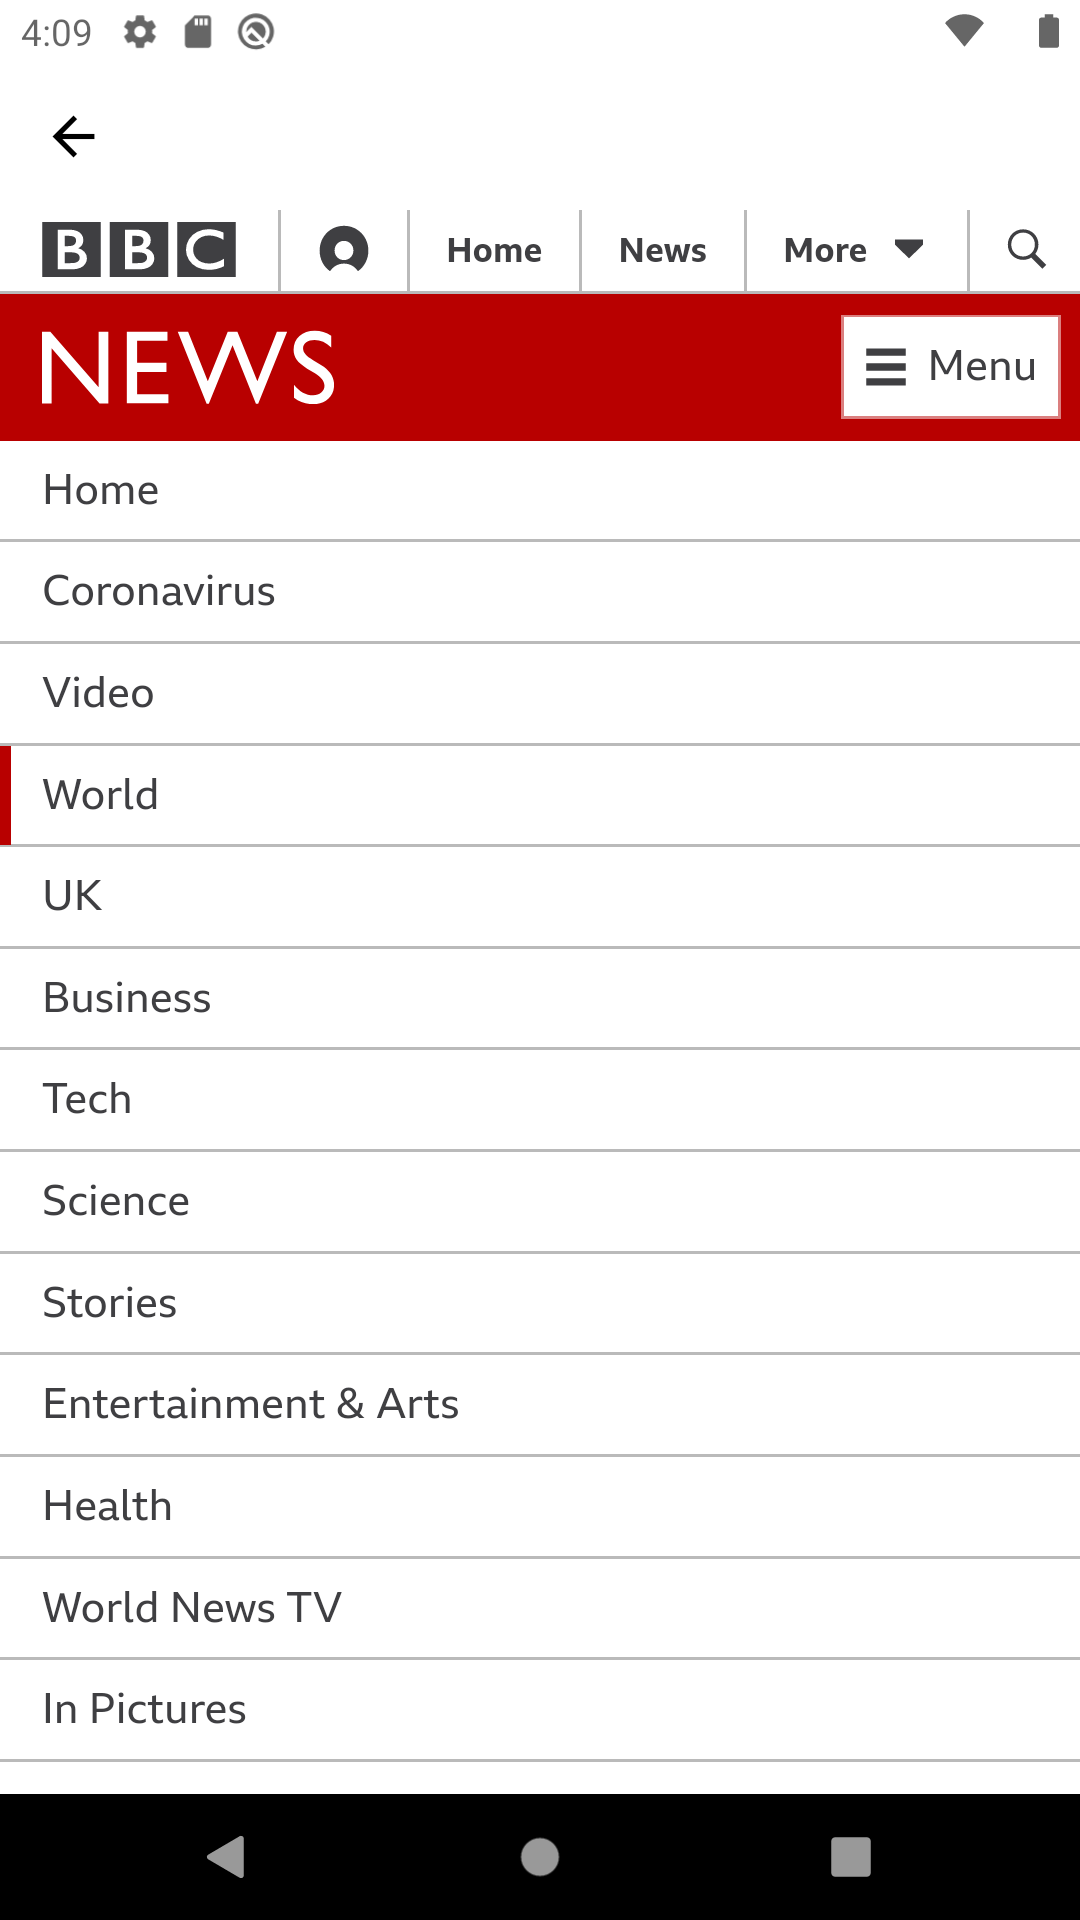 4:09
BBC Home News More
NEWS Menu
Home
Coronavirus
Video
World
UK
Business
Tech
Science
Stories
Entertainment & Arts
Health
World News TV
In Pictures